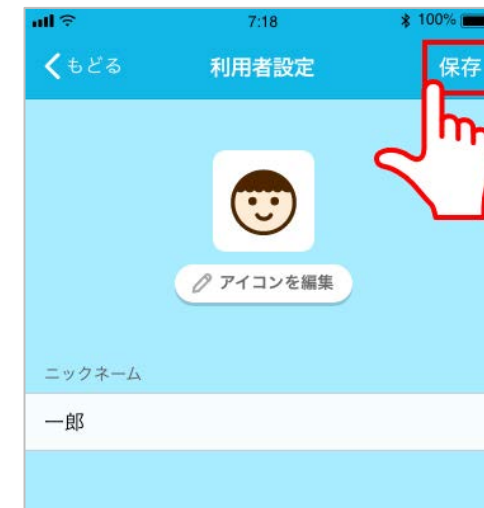 7:18
100%
もどる
利用者設定
保存
アイコンを編集
ニックネーム
一郎